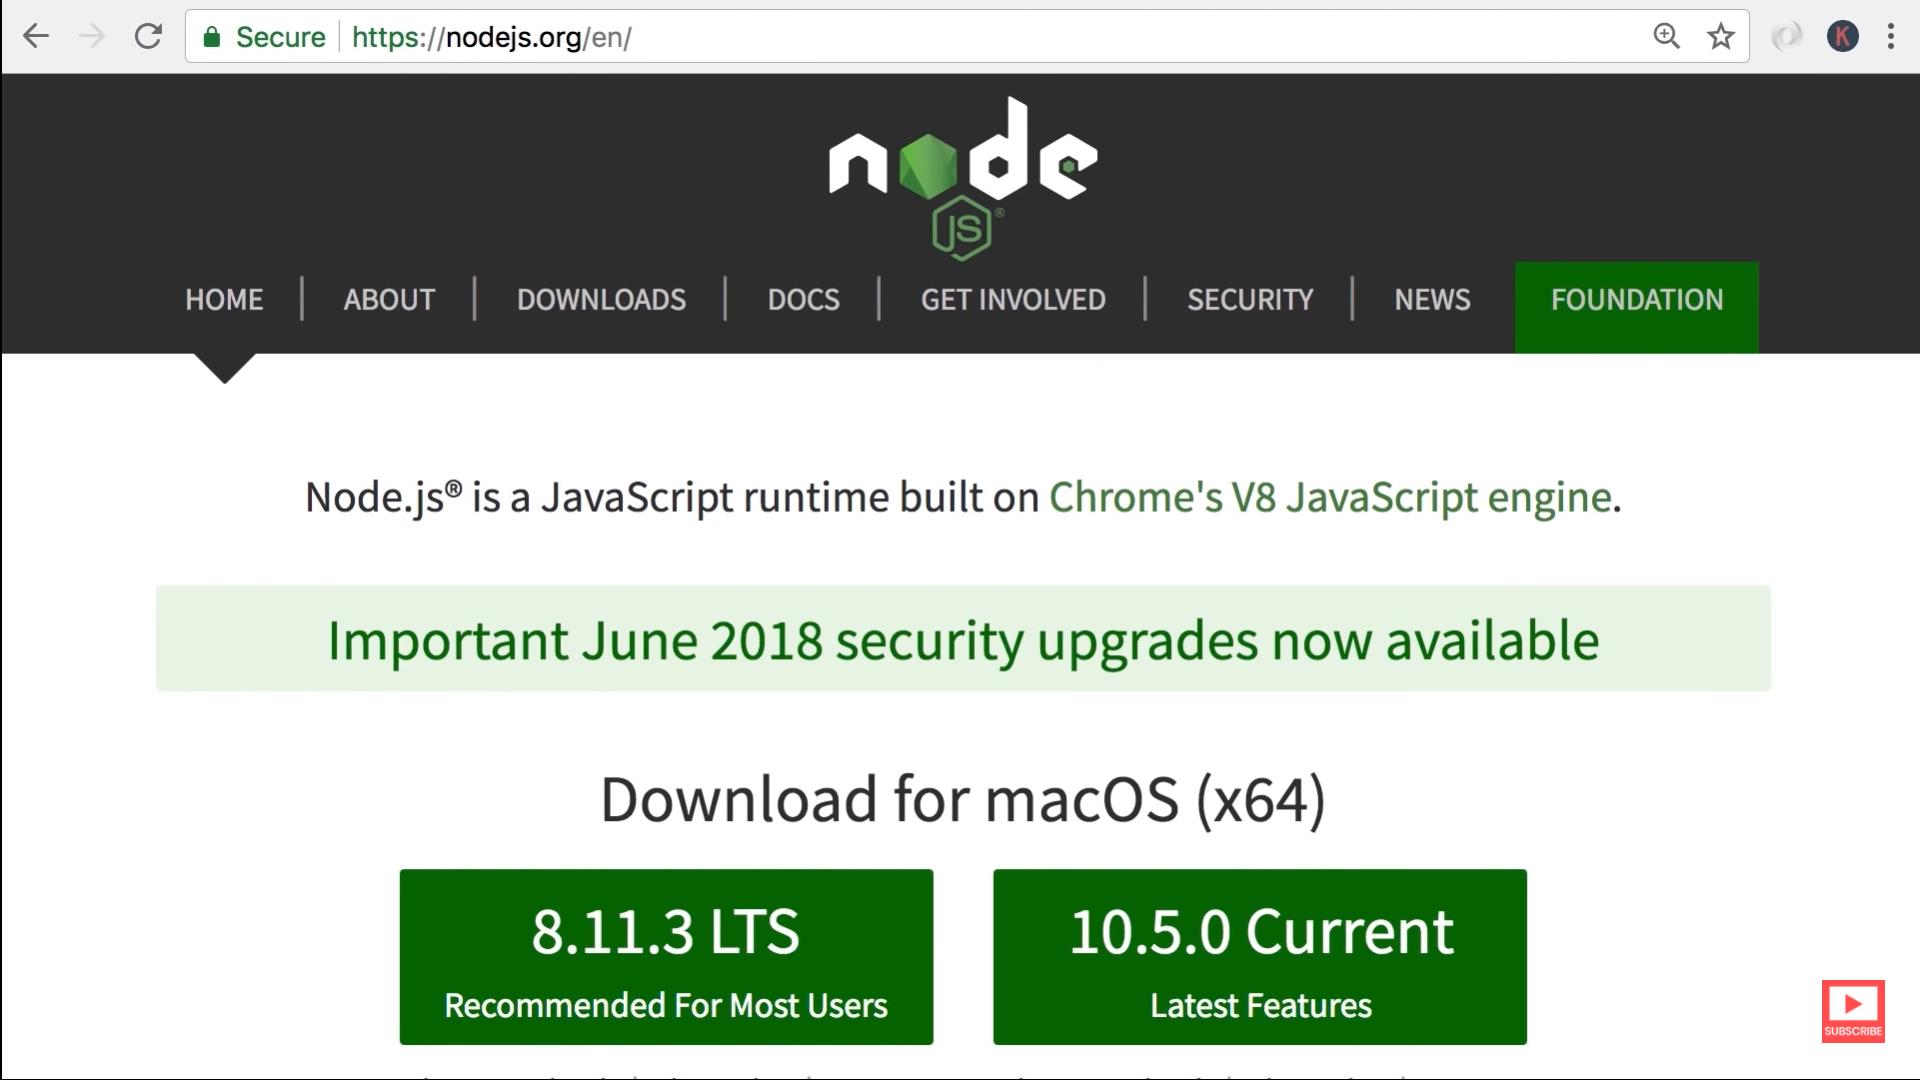 Secure https://nodejs.org/en/
K
node
JS®
HOME ABOUT DOWNLOADS DOCS GET INVOLVED SECURITY NEWS FOUNDATION
Node.js® is a JavaScript runtime built on Chrome's V8 JavaScript engine.
Important June 2018 security upgrades now available
Download for macOS (x64)
8.11.3 LTS
Recommended For Most Users
10.5.0 Current
Latest Features
SUBSCRIBE